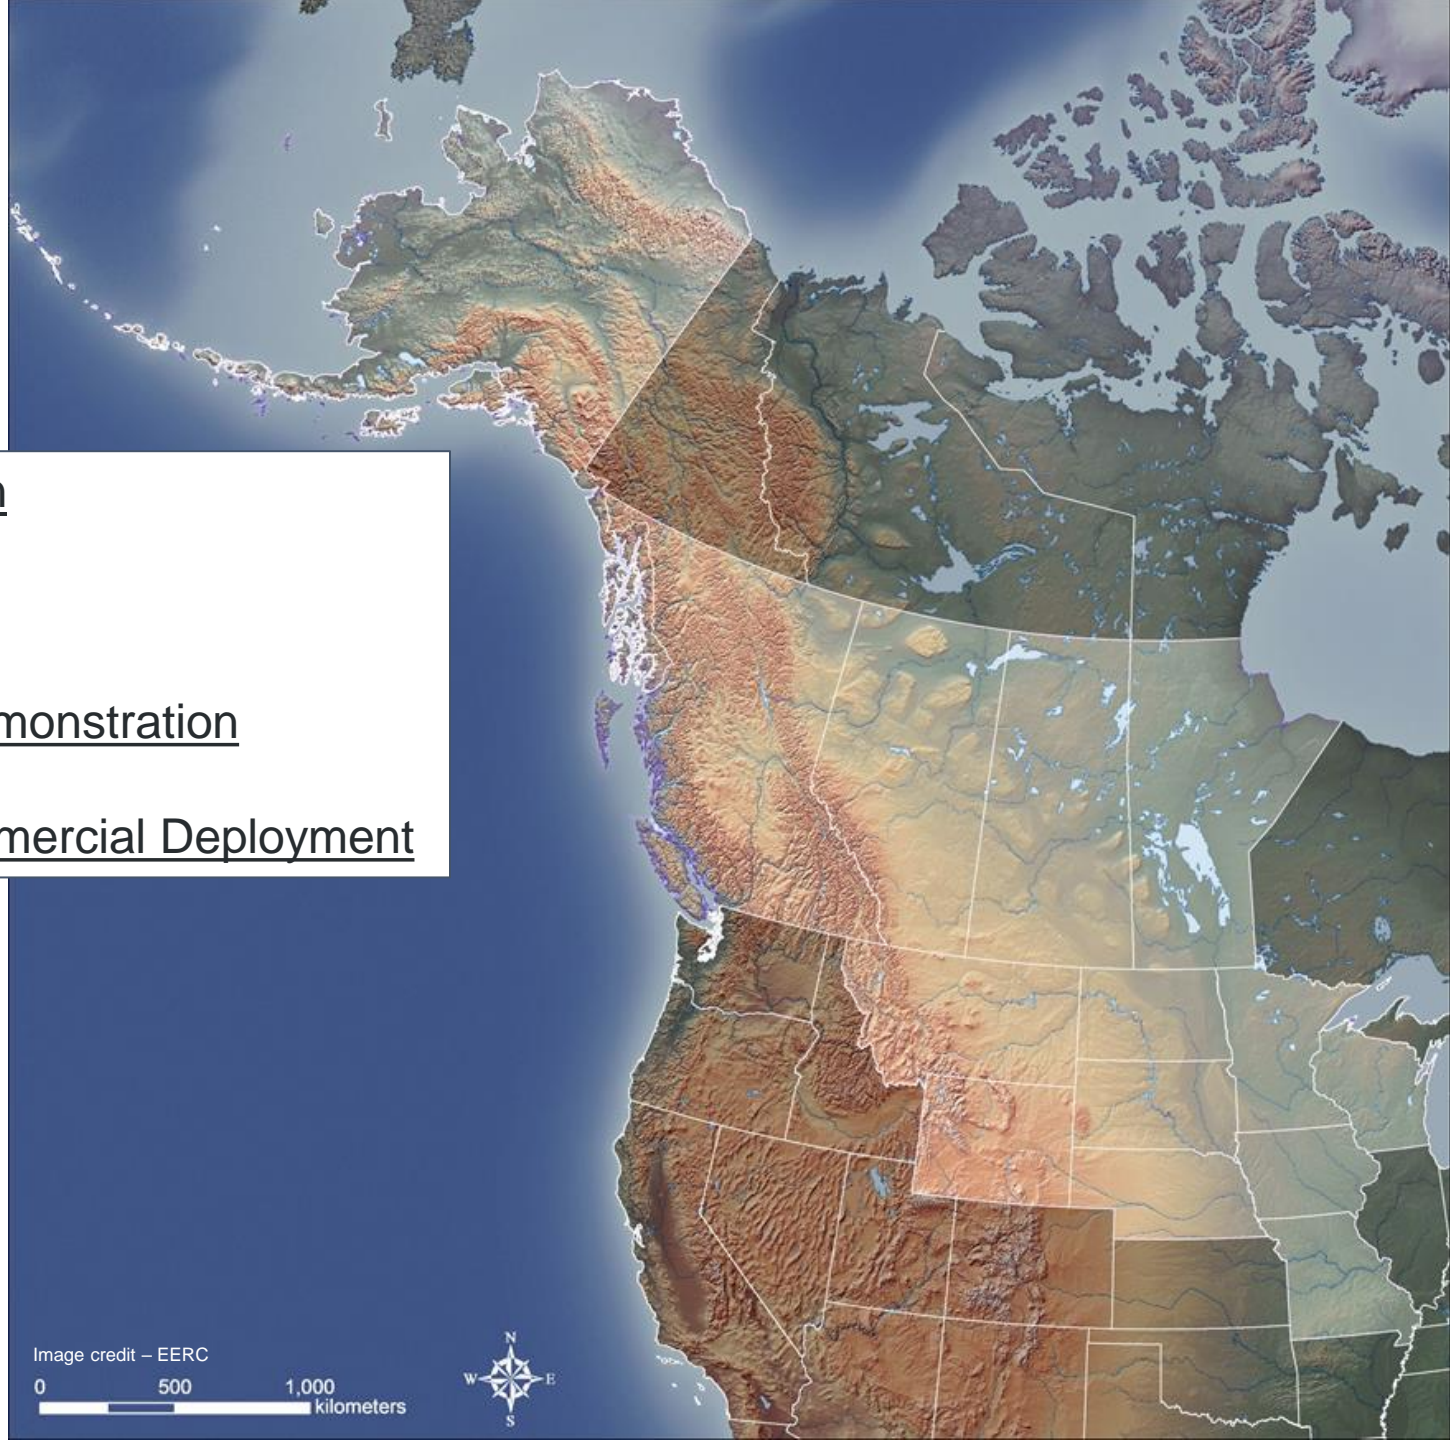 n
monstration
mercial Deployment
Image credit – EERC
0 500 1,000
kilometers
N
W E
S